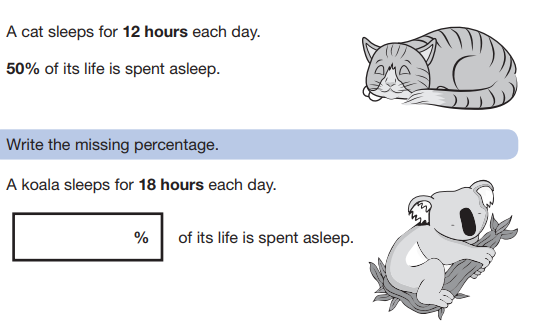 A cat sleeps for 12 hours each day.
50% of its life is spent asleep.
Write the missing percentage.
A koala sleeps for 18 hours each day.
% of its life is spent asleep.